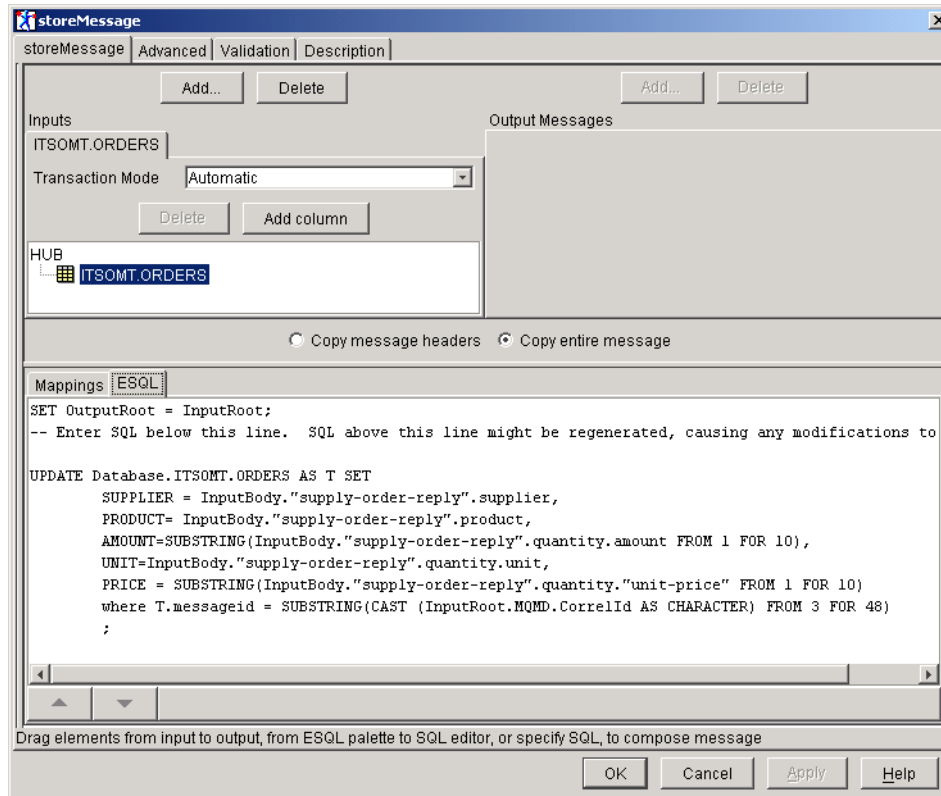 storeMessage
storeMessage Advanced Validation Description
Add... Delete Add... Delete
Inputs Output Messages
ITSOMT.ORDERS
Transaction Mode Automatic
Delete Add column
HUB
ITSOMT.ORDERS
Copy message headers Copy entire message
Mappings ESQL
SET OutputRoot = InputRoot;
-- Enter SQL below this line.  SQL above this line might be regenerated, causing any modifications to
UPDATE Database.ITSOMT.ORDERS AS T SET
SUPPLIER = InputBody."supply-order-reply".supplier,
PRODUCT= InputBody."supply-order-reply".product,
AMOUNT=SUBSTRING(InputBody."supply-order-reply".quantity.amount FROM 1 FOR 10),
UNIT=InputBody."supply-order-reply".quantity.unit,
PRICE = SUBSTRING(InputBody."supply-order-reply".quantity."unit-price" FROM 1 FOR 10)
where T.messageid = SUBSTRING(CAST (InputRoot.MQMD.CorrelId AS CHARACTER) FROM 3 FOR 48)
;
Drag elements from input to output, from ESQL palette to SQL editor, or specify SQL, to compose message
OK Cancel Apply Help